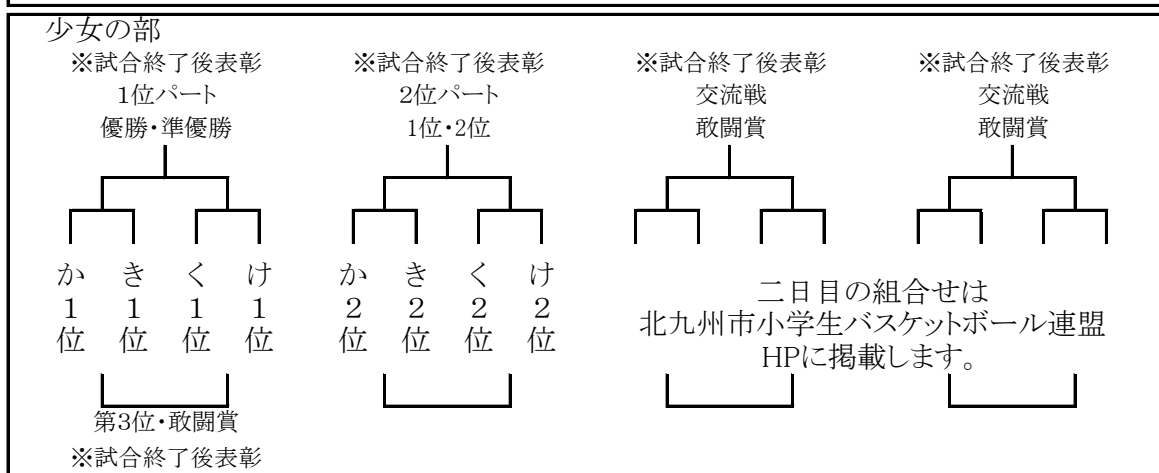 少女の部
※試合終了後表彰
1位パート
優勝・準優勝
か1位
き1位
く1位
け1位
第3位・敢闘賞
※試合終了後表彰
※試合終了後表彰
2位パート
1位・2位
か2位
き2位
く2位
け2位
※試合終了後表彰
交流戦
敢闘賞
※試合終了後表彰
交流戦
敢闘賞
二日目の組合せは
北九州市小学生バスケットボール連盟
HPに掲載します。